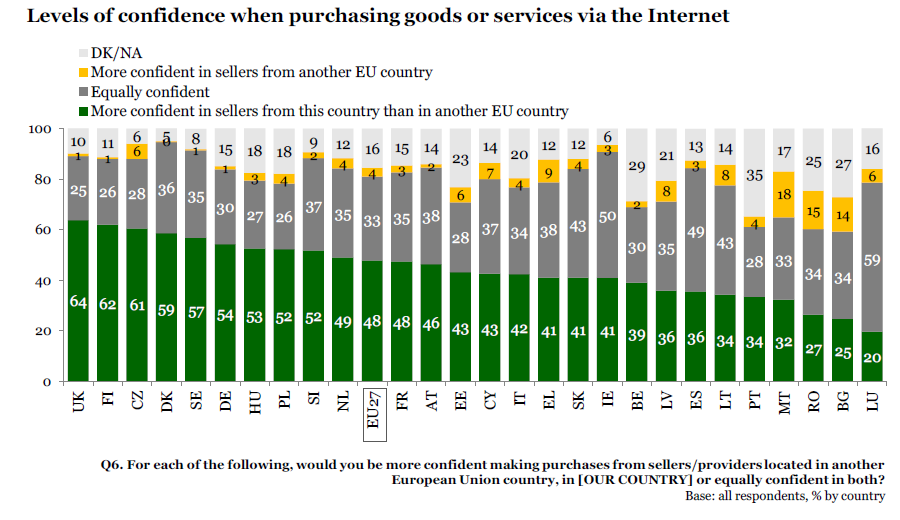 Levels of confidence when purchasing goods or services via the Internet
DK/NA
More confident in sellers from another EU country
Equally confident
More confident in sellers from this country than in another EU country
100
80
60
40
20
0
10 11 6 5 8 15 18 18 9 12 16 15 14 23 14 20 12 12 6 29 21 13 14 35 17 25 27 16
1 1 6 0 1 1 3 4 2 4 4 3 2 6 7 4 9 4 3 2 8 3 8 4 18 15 14 6
25 26 28 36 35 30 27 26 37 35 33 35 38 28 37 34 38 43 50 30 35 49 43 28 33 34 34 59
64 62 61 59 57 54 53 52 52 49 48 48 46 43 43 42 41 41 41 39 36 36 34 34 32 27 25 20
UK FI CZ DK SE DE HU PL SI NL EU27 FR AT EE CY IT EL SK IE BE LV ES LT PT MT RO BG LU
Q6. For each of the following, would you be more confident making purchases from sellers/providers located in another
European Union country, in [OUR COUNTRY] or equally confident in both?
Base: all respondents, % by country